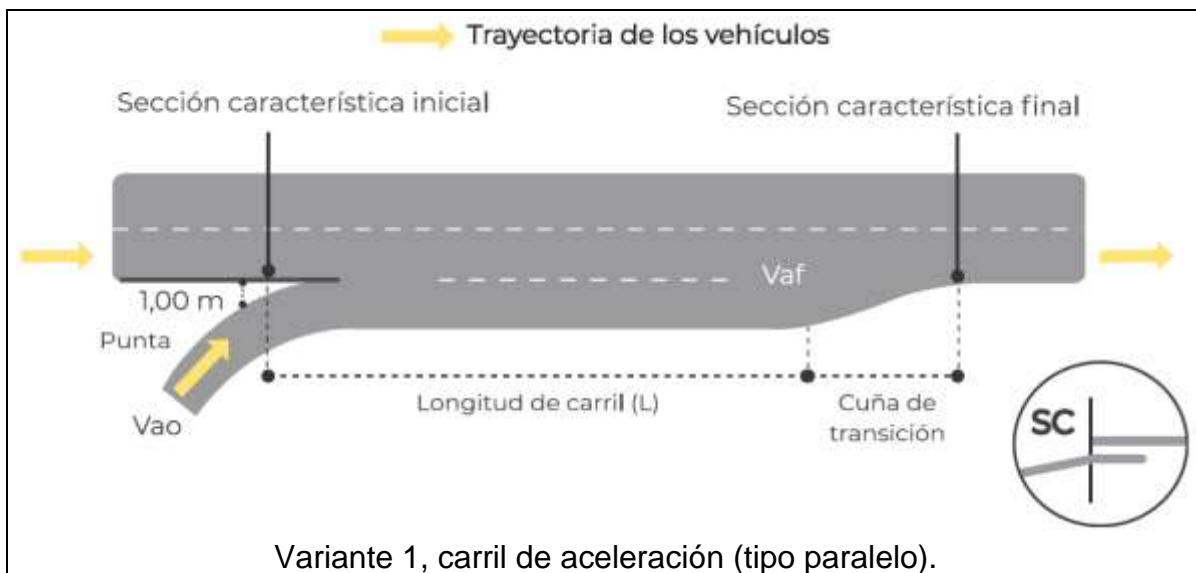 Trayectoria de los vehículos
Sección característica inicial
Sección característica final
Vaf
1,00 m
Punta
Vao
Longitud de carril (L)
Cuña de
transición
SC
Variante 1, carril de aceleración (tipo paralelo).